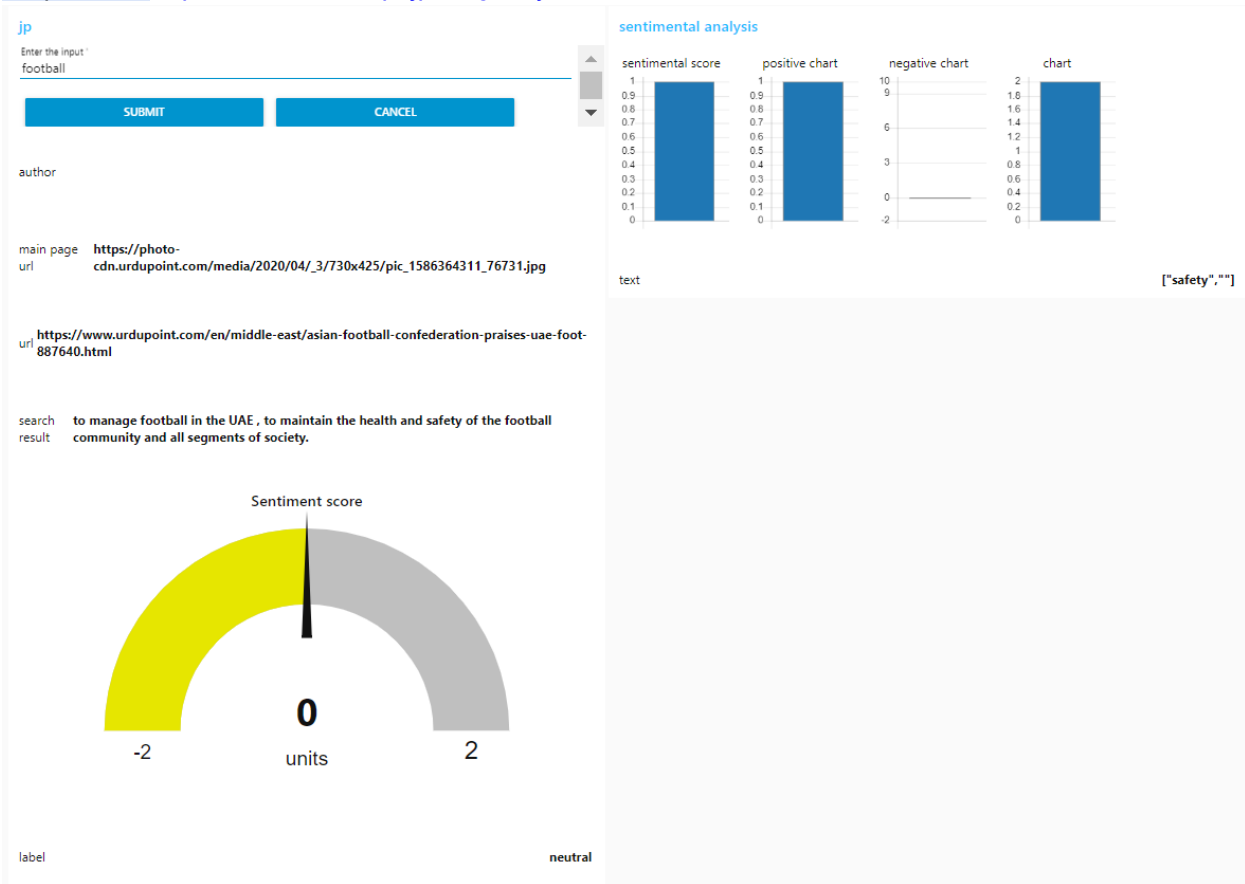 jp
Enter the input *
football
SUBMIT
CANCEL
author
main page
url
https://photo-
cdn.urdupoint.com/media/2020/04/_3/730x425/pic_1586364311_76731.jpg
url
https://www.urdupoint.com/en/middle-east/asian-football-confederation-praises-uae-foot-
887640.html
search
result
to manage football in the UAE , to maintain the health and safety of the football
community and all segments of society.
Sentiment score
0
units
-2
2
label
neutral
sentimental analysis
sentimental score
1
0.9
0.8
0.7
0.6
0.5
0.4
0.3
0.2
0.1
0
positive chart
1
0.9
0.8
0.7
0.6
0.5
0.4
0.3
0.2
0.1
0
negative chart
10
9
6
3
0
-2
chart
2
1.8
1.6
1.4
1.2
1
0.8
0.6
0.4
0.2
0
text
["safety",""]